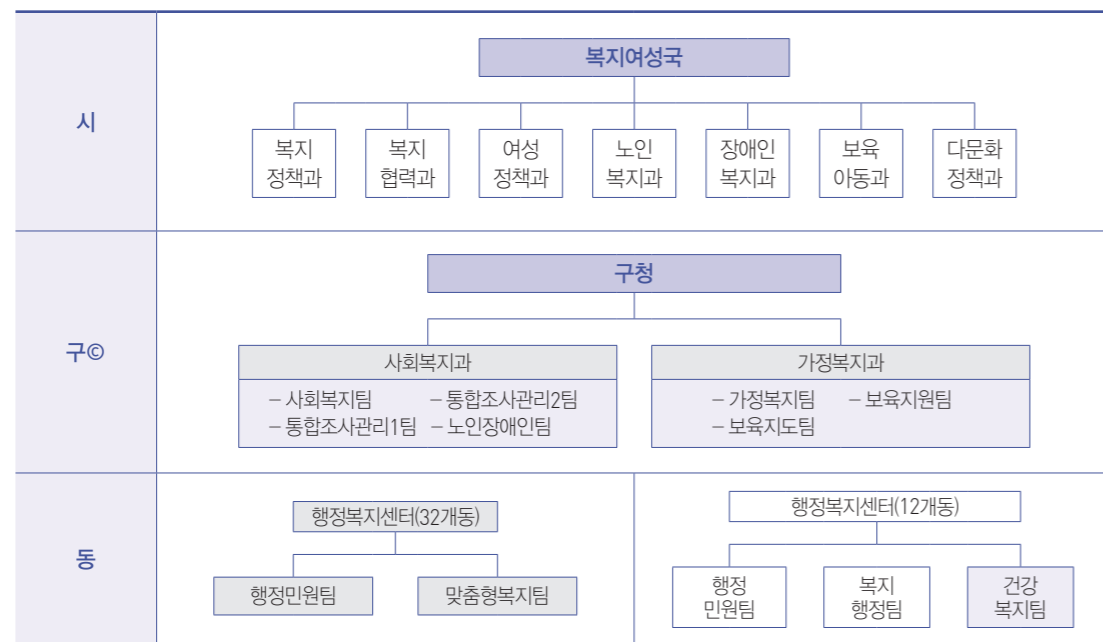 시
복지여성국
복지
정책과
복지
협력과
여성
정책과
노인
복지과
장애인
복지과
보육
아동과
다문화
정책과
구©
구청
사회복지과
– 사회복지팀 – 통합조사관리2팀
– 통합조사관리1팀 – 노인장애인팀
가정복지과
– 가정복지팀 – 보육지원팀
– 보육지도팀
동
행정복지센터(32개동)
행정민원팀
맞춤형복지팀
행정복지센터(12개동)
행정
민원팀
복지
행정팀
건강
복지팀